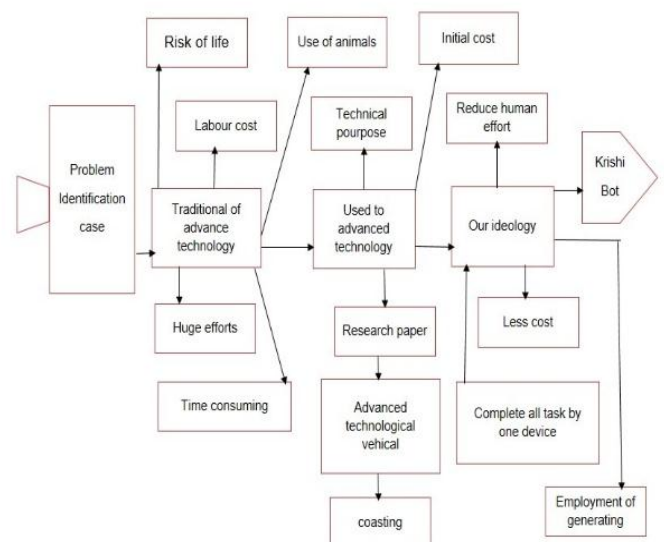 Risk of life
Use of animals
Initial cost
Labour cost
Technical
pourpose
Reduce human
effort
Problem
Identification
case
Traditional of
advance
technology
Used to
advanced
technology
Our ideology
Krishi
Bot
Huge efforts
Research paper
Less cost
Time consuming
Advanced
technological
vehical
Complete all task by
one device
coasting
Employment of
generating